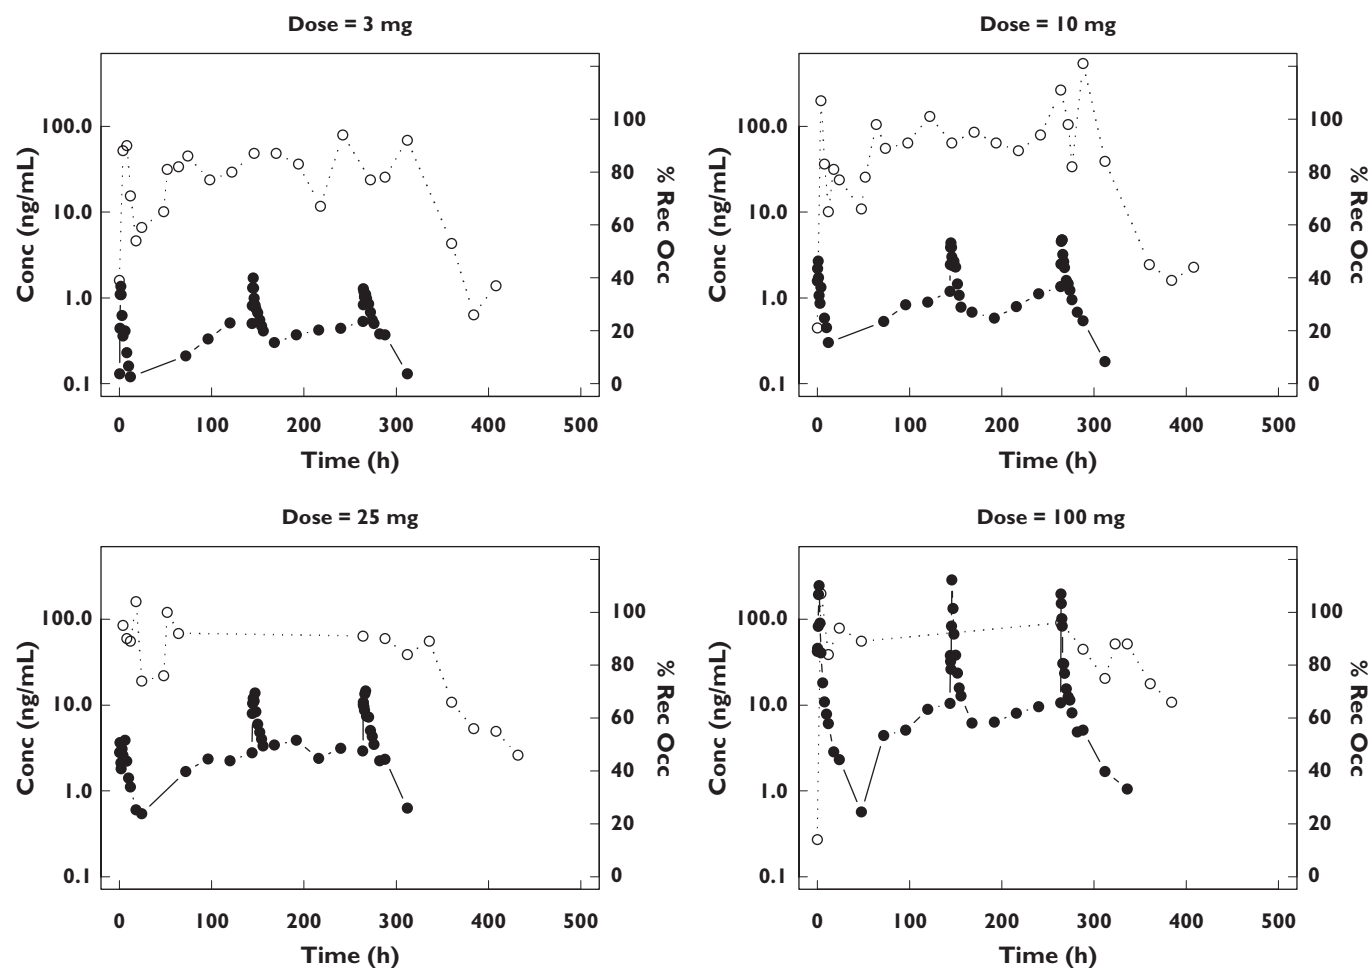 Dose = 3 mg
Conc (ng/mL)
100.0
10.0
1.0
0.1
100
80
60
40
20
0
% Rec Occ
0 100 200 300 400 500
Time (h)
Dose = 10 mg
Conc (ng/mL)
100.0
10.0
1.0
0.1
100
80
60
40
20
0
% Rec Occ
0 100 200 300 400 500
Time (h)
Dose = 25 mg
Conc (ng/mL)
100.0
10.0
1.0
0.1
100
80
60
40
20
0
% Rec Occ
0 100 200 300 400 500
Time (h)
Dose = 100 mg
Conc (ng/mL)
100.0
10.0
1.0
0.1
100
80
60
40
20
0
% Rec Occ
0 100 200 300 400 500
Time (h)